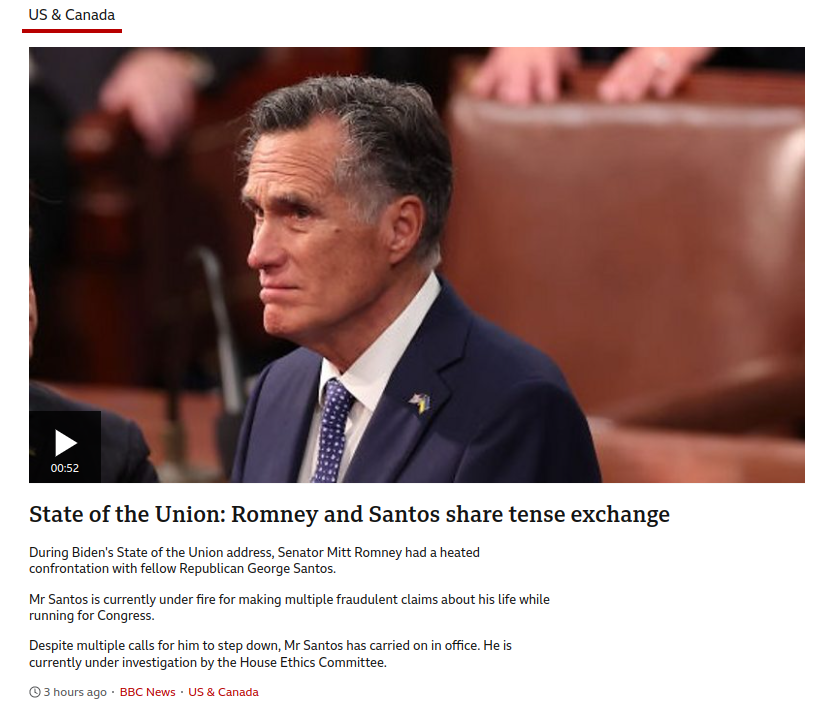 US & Canada
00:52
State of the Union: Romney and Santos share tense exchange
During Biden's State of the Union address, Senator Mitt Romney had a heated
confrontation with fellow Republican George Santos.
Mr Santos is currently under fire for making multiple fraudulent claims about his life while
running for Congress.
Despite multiple calls for him to step down, Mr Santos has carried on in office. He is
currently under investigation by the House Ethics Committee.
3 hours ago · BBC News · US & Canada